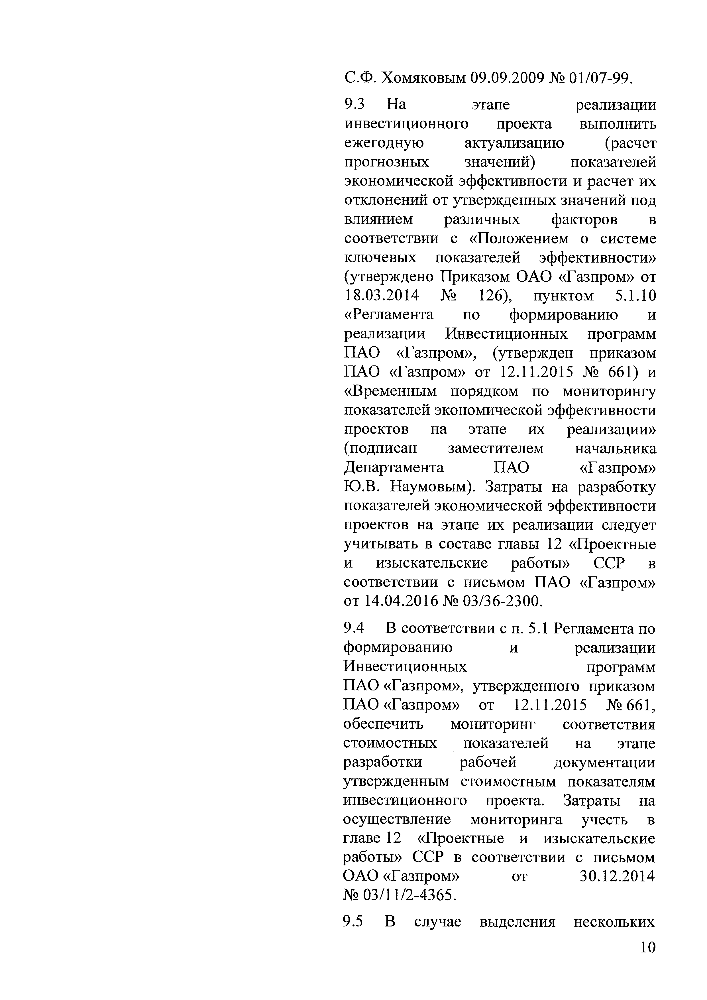 С.Ф. Хомяковым 09.09.2009 № 01/07-99.
9.3 На этапе реализации
инвестиционного проекта выполнить
ежегодную актуализацию (расчет
прогнозных значений) показателей
экономической эффективности и расчет их
отклонений от утвержденных значений под
влиянием различных факторов в
соответствии с «Положением о системе
ключевых показателей эффективности»
(утверждено Приказом ОАО «Газпром» от
18.03.2014 № 126), пунктом 5.1.10
«Регламента по формированию и
реализации Инвестиционных программ
ПАО «Газпром», (утвержден приказом
ПАО «Газпром» от 12.11.2015 № 661) и
«Временным порядком по мониторингу
показателей экономической эффективности
проектов на этапе их реализации»
(подписан заместителем начальника
Департамента ПАО «Газпром»
Ю.В. Наумовым). Затраты на разработку
показателей экономической эффективности
проектов на этапе их реализации следует
учитывать в составе главы 12 «Проектные
и изыскательские работы» ССР в
соответствии с письмом ПАО «Газпром»
от 14.04.2016 № 03/36-2300.
9.4 В соответствии с п. 5.1 Регламента по
формированию и реализации
Инвестиционных программ
ПАО «Газпром», утвержденного приказом
ПАО «Газпром» от 12.11.2015 № 661,
обеспечить мониторинг соответствия
стоимостных показателей на этапе
разработки рабочей документации
утвержденным стоимостным показателям
инвестиционного проекта. Затраты на
осуществление мониторинга учесть в
главе 12 «Проектные и изыскательские
работы» ССР в соответствии с письмом
ОАО «Газпром» от 30.12.2014
№ 03/11/2-4365.
9.5 В случае выделения нескольких
10